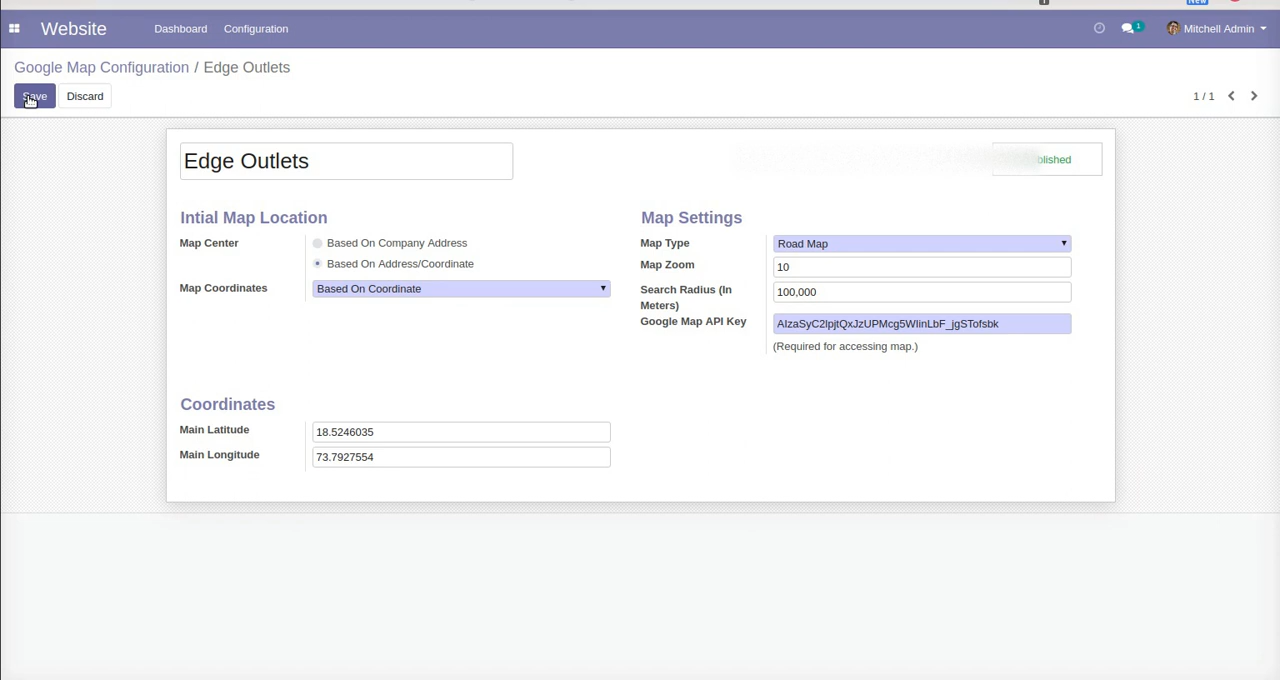 New
Website Dashboard Configuration 1 Mitchell Admin
Google Map Configuration / Edge Outlets
Save Discard 1 / 1
Edge Outlets
blished
Intial Map Location
Map Center Based On Company Address
Based On Address/Coordinate
Map Coordinates Based On Coordinate
Map Settings
Map Type Road Map
Map Zoom 10
Search Radius (In
Meters) 100,000
Google Map API Key AIzaSyC2lpjtQxJzUPMcg5WlinLbF_jgSTofsbk
(Required for accessing map.)
Coordinates
Main Latitude 18.5246035
Main Longitude 73.7927554